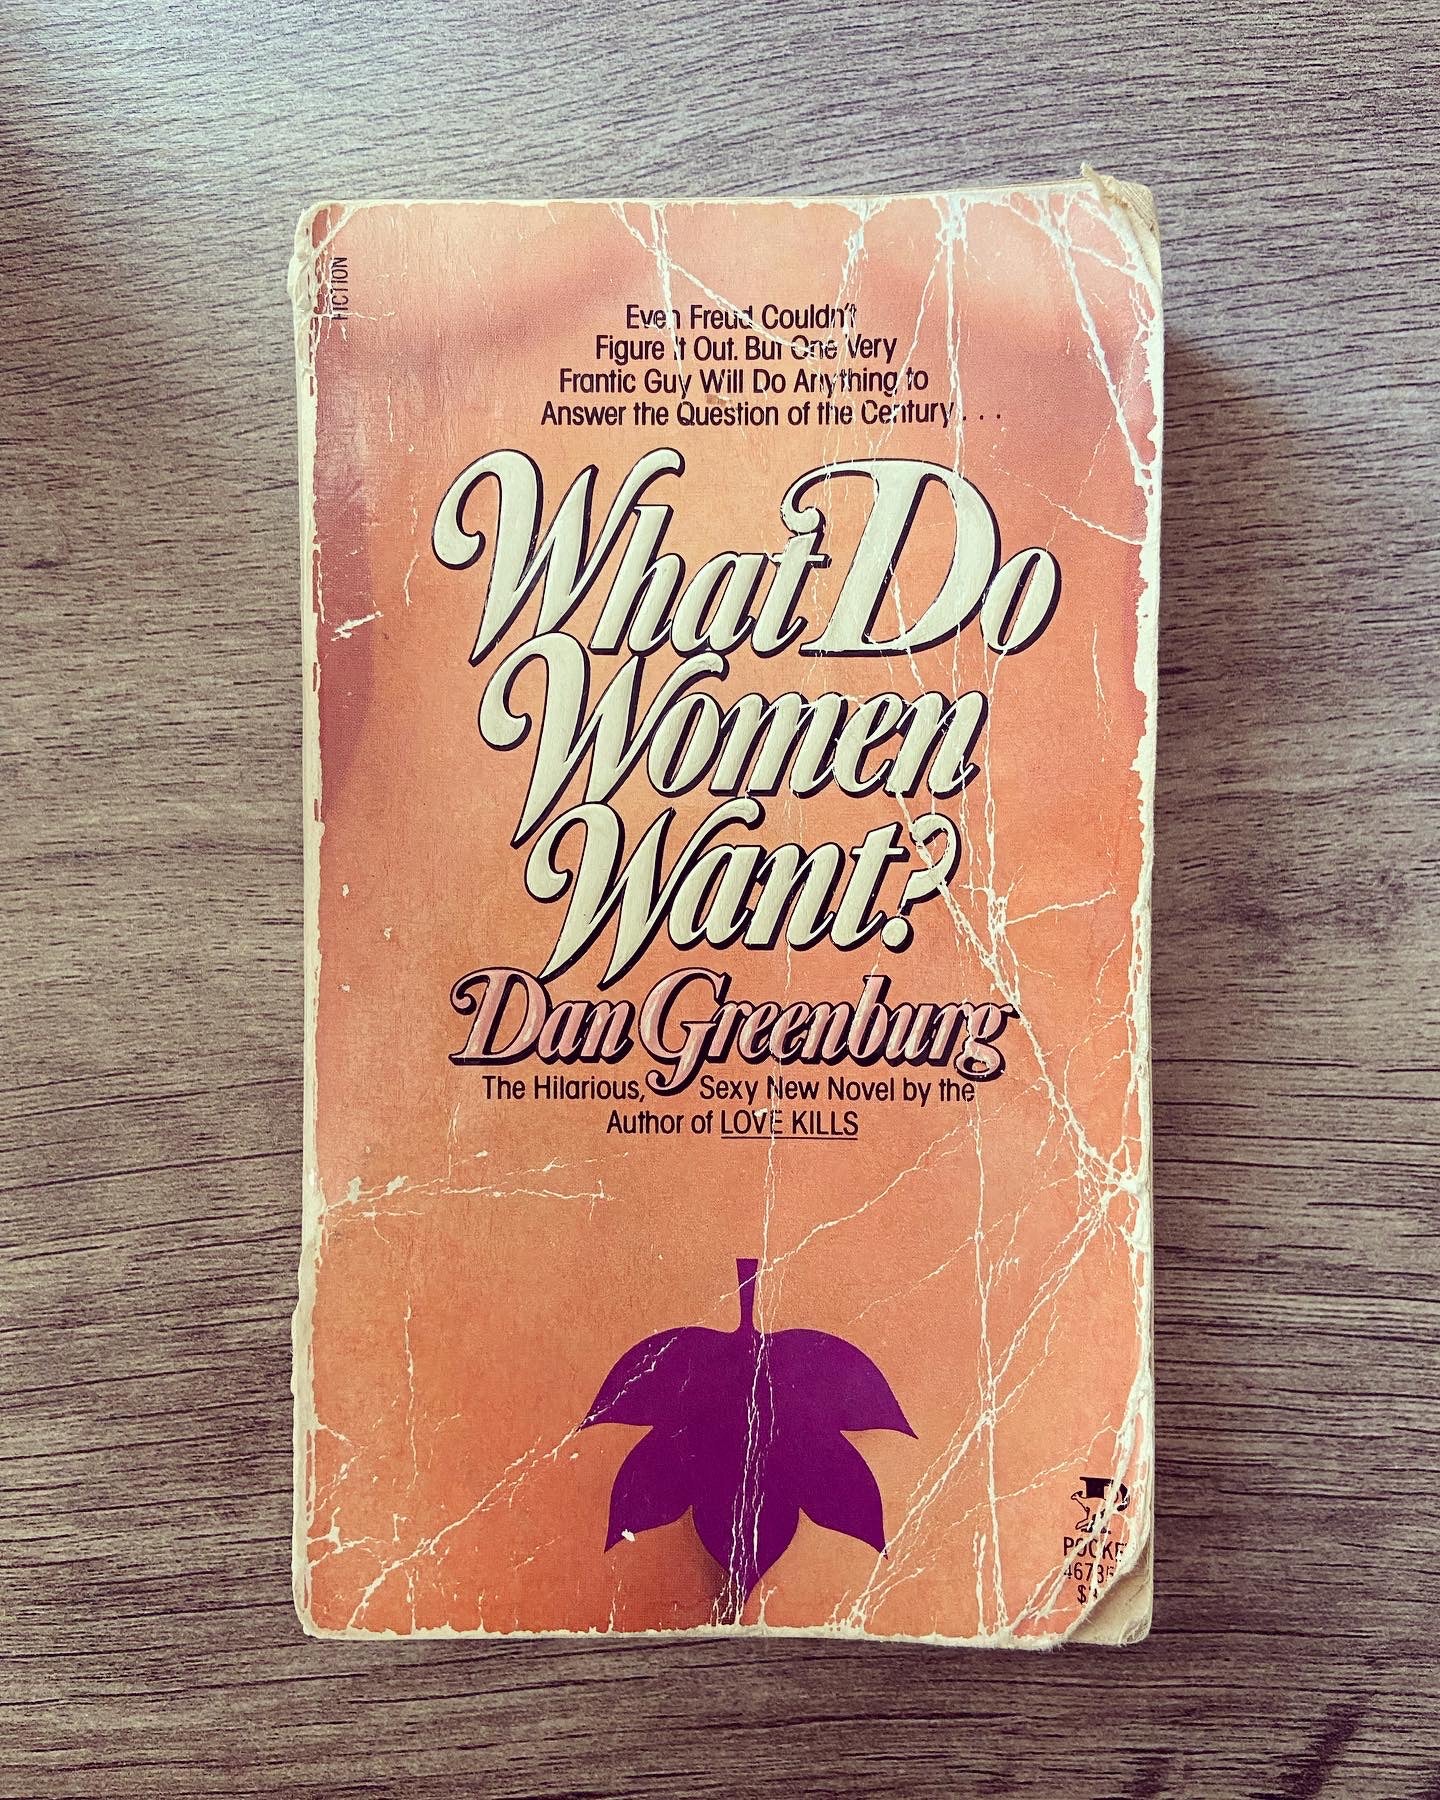 FICTION
Even Freud Couldn't
Figure It Out. But One Very
Frantic Guy Will Do Anything to
Answer the Question of the Century . . .
What Do
Women
Want?
Dan Greenburg
The Hilarious, Sexy New Novel by the
Author of LOVE KILLS
POCKET